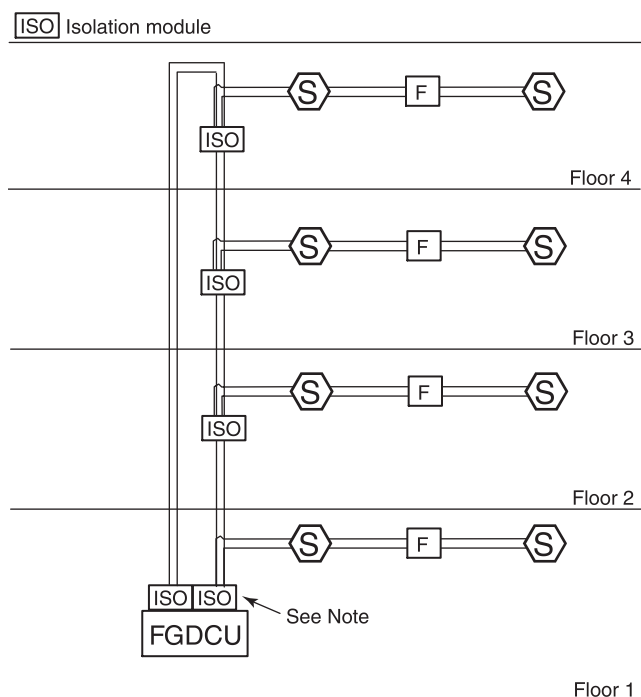 ISO Isolation module
S F S
ISO
Floor 4
S F S
ISO
Floor 3
S F S
ISO
Floor 2
S F S
ISO ISO
See Note
FGDCU
Floor 1